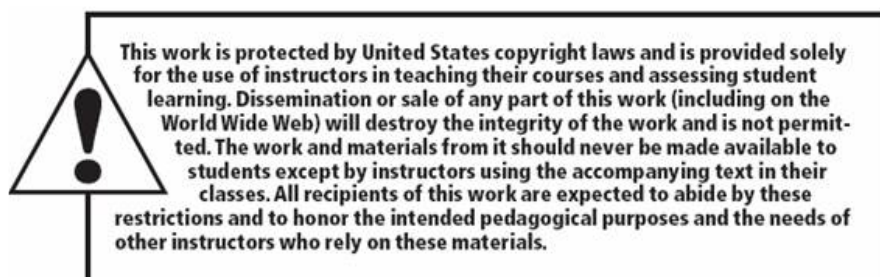 This work is protected by United States copyright laws and is provided solely
for the use of instructors in teaching their courses and assessing student
learning. Dissemination or sale of any part of this work (including on the
World Wide Web) will destroy the integrity of the work and is not permit-
ted. The work and materials from it should never be made available to
students except by instructors using the accompanying text in their
classes. All recipients of this work are expected to abide by these
restrictions and to honor the intended pedagogical purposes and the needs of
other instructors who rely on these materials.